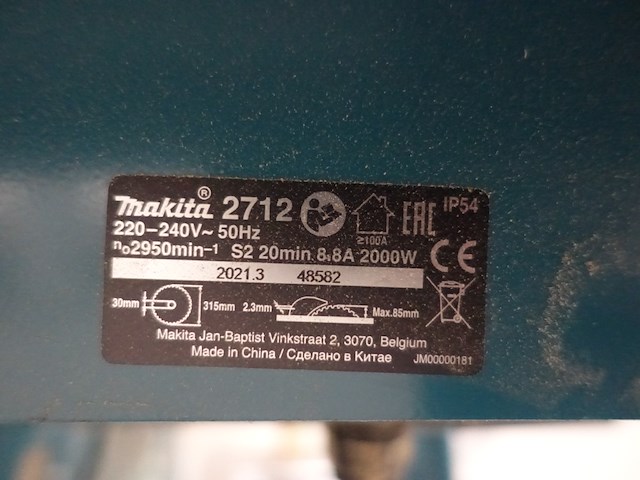 makita® 2712 IP54
220-240V~ 50Hz ≥100A EAC
n₀2950min⁻¹ S2 20min 8.8A 2000W CE
2021.3 48582
30mm 315mm 2.3mm Max.85mm
Makita Jan-Baptist Vinkstraat 2, 3070, Belgium
Made in China / Сделано в Китае JM00000181